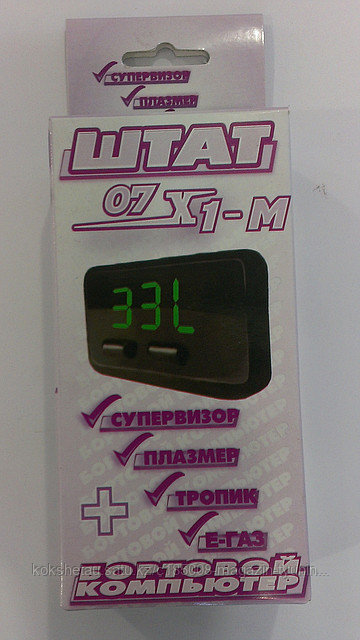 СУПЕРВИЗОР
ПЛАЗМЕР
ШТАТ
07 X1-М
33L
СУПЕРВИЗОР
ПЛАЗМЕР
ТРОПИК
Е-ГАЗ
БОРТОВОЙ
КОМПЬЮТЕР